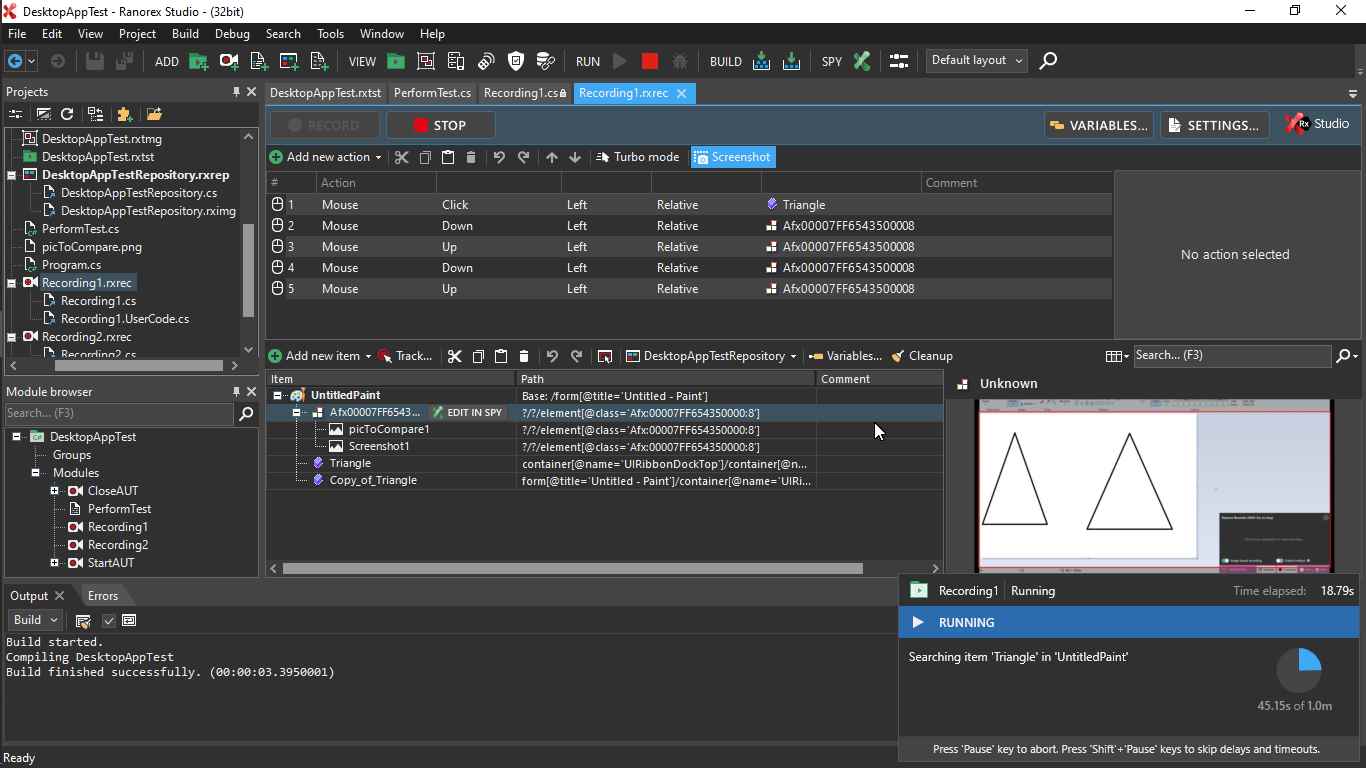 DesktopAppTest - Ranorex Studio - (32bit)
File Edit View Project Build Debug Search Tools Window Help
ADD VIEW RUN BUILD SPY Default layout
Projects
DesktopAppTest.rxtmg
DesktopAppTest.rxtst
DesktopAppTestRepository.rxrep
DesktopAppTestRepository.cs
DesktopAppTestRepository.rximg
PerformTest.cs
picToCompare.png
Program.cs
Recording1.rxrec
Recording1.cs
Recording1.UserCode.cs
Recording2.rxrec
Recording2.cs
Module browser
Search... (F3)
DesktopAppTest
Groups
Modules
CloseAUT
PerformTest
Recording1
Recording2
StartAUT
DesktopAppTest.rxtst PerformTest.cs Recording1.cs Recording1.rxrec
RECORD STOP VARIABLES... SETTINGS... Rx Studio
Add new action Turbo mode Screenshot
# Action Comment
1 Mouse Click Left Relative Triangle
2 Mouse Down Left Relative Afx00007FF6543500008
3 Mouse Up Left Relative Afx00007FF6543500008
4 Mouse Down Left Relative Afx00007FF6543500008
5 Mouse Up Left Relative Afx00007FF6543500008
No action selected
Add new item Track... DesktopAppTestRepository Variables... Cleanup Search... (F3)
Item Path Comment
UntitledPaint Base: /form[@title='Untitled - Paint']
Afx00007FF6543... EDIT IN SPY ?/?/element[@class='Afx:00007FF654350000:8']
picToCompare1 ?/?/element[@class='Afx:00007FF654350000:8']
Screenshot1 ?/?/element[@class='Afx:00007FF654350000:8']
Triangle container[@name='UIRibbonDockTop']/container[@n...
Copy_of_Triangle form[@title='Untitled - Paint']/container[@name='UIRi...
Unknown
Output Errors
Build
Build started.
Compiling DesktopAppTest
Build finished successfully. (00:00:03.3950001)
Recording1 Running Time elapsed: 18.79s
RUNNING
Searching item 'Triangle' in 'UntitledPaint'
45.15s of 1.0m
Press 'Pause' key to abort. Press 'Shift'+'Pause' keys to skip delays and timeouts.
Ready